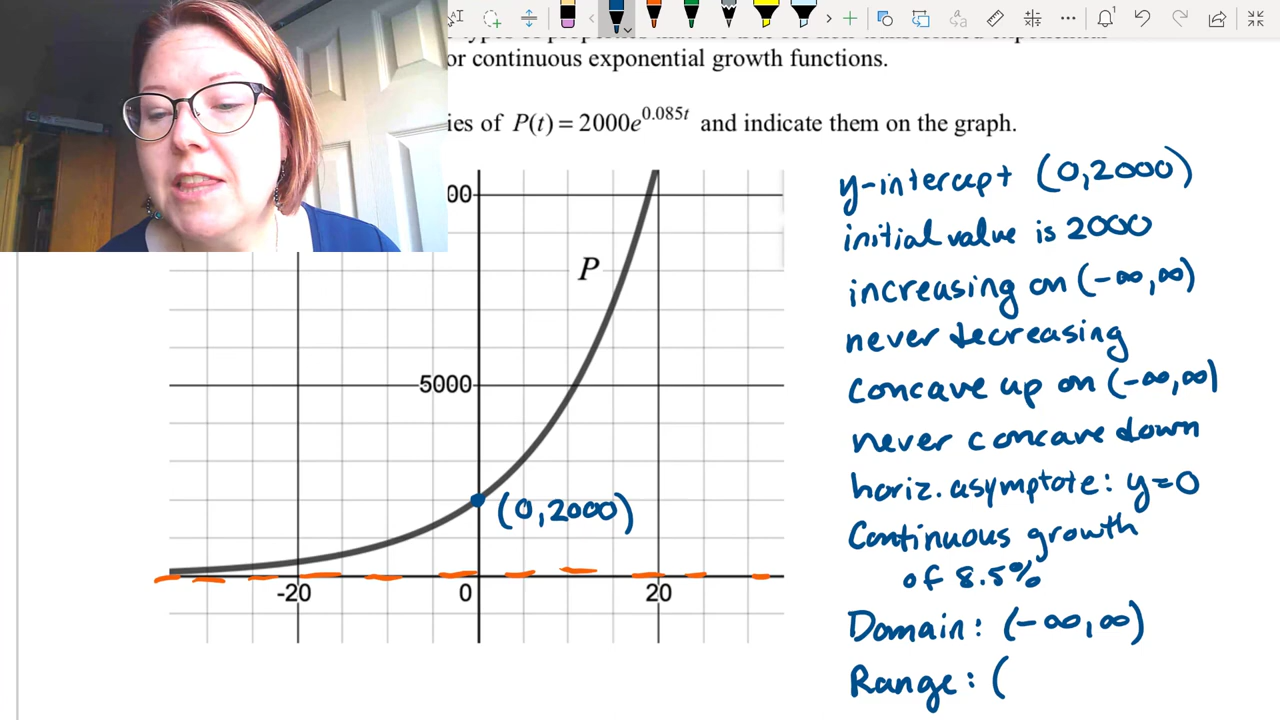 or continuous exponential growth functions.
ies of P(t) = 2000e^0.085t and indicate them on the graph.
00
P
5000
(0,2000)
-20 0 20
y-intercept (0,2000)
initial value is 2000
increasing on (-∞,∞)
never decreasing
Concave up on (-∞,∞)
never concave down
horiz. asymptote: y=0
Continuous growth
of 8.5%
Domain: (-∞,∞)
Range: (